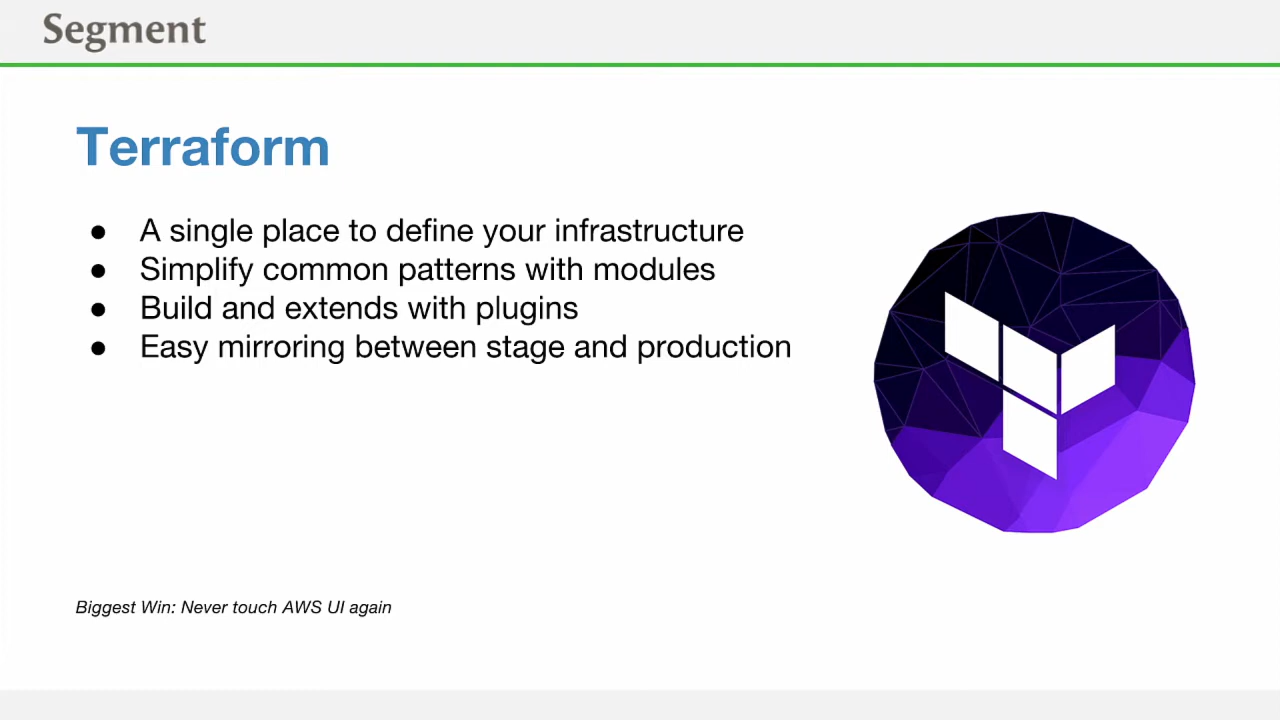 Segment
Terraform
● A single place to define your infrastructure
● Simplify common patterns with modules
● Build and extends with plugins
● Easy mirroring between stage and production
Biggest Win: Never touch AWS UI again